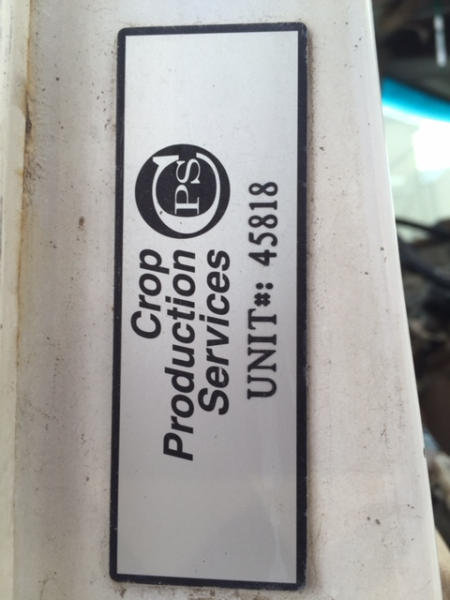 Crop
Production
Services
CPS
UNIT#: 45818